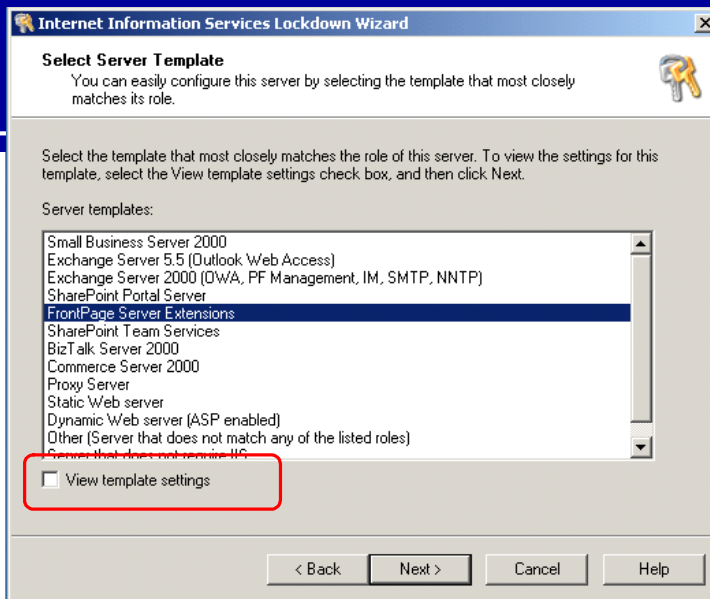 Internet Information Services Lockdown Wizard
Select Server Template
You can easily configure this server by selecting the template that most closely
matches its role.
Select the template that most closely matches the role of this server. To view the settings for this
template, select the View template settings check box, and then click Next.
Server templates:
Small Business Server 2000
Exchange Server 5.5 (Outlook Web Access)
Exchange Server 2000 (OWA, PF Management, IM, SMTP, NNTP)
SharePoint Portal Server
FrontPage Server Extensions
SharePoint Team Services
BizTalk Server 2000
Commerce Server 2000
Proxy Server
Static Web server
Dynamic Web server (ASP enabled)
Other (Server that does not match any of the listed roles)
Server that does not require IIS
View template settings
< Back Next > Cancel Help